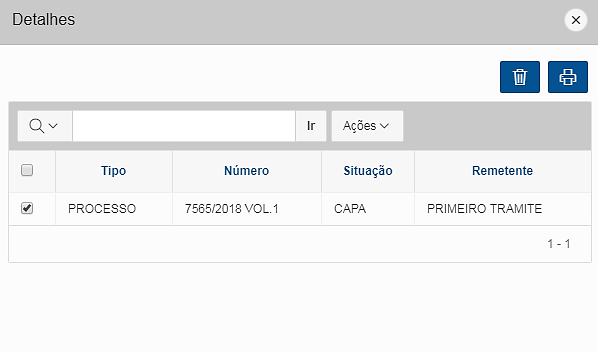 Detalhes
Ir Ações
Tipo Número Situação Remetente
PROCESSO 7565/2018 VOL.1 CAPA PRIMEIRO TRAMITE
1 - 1